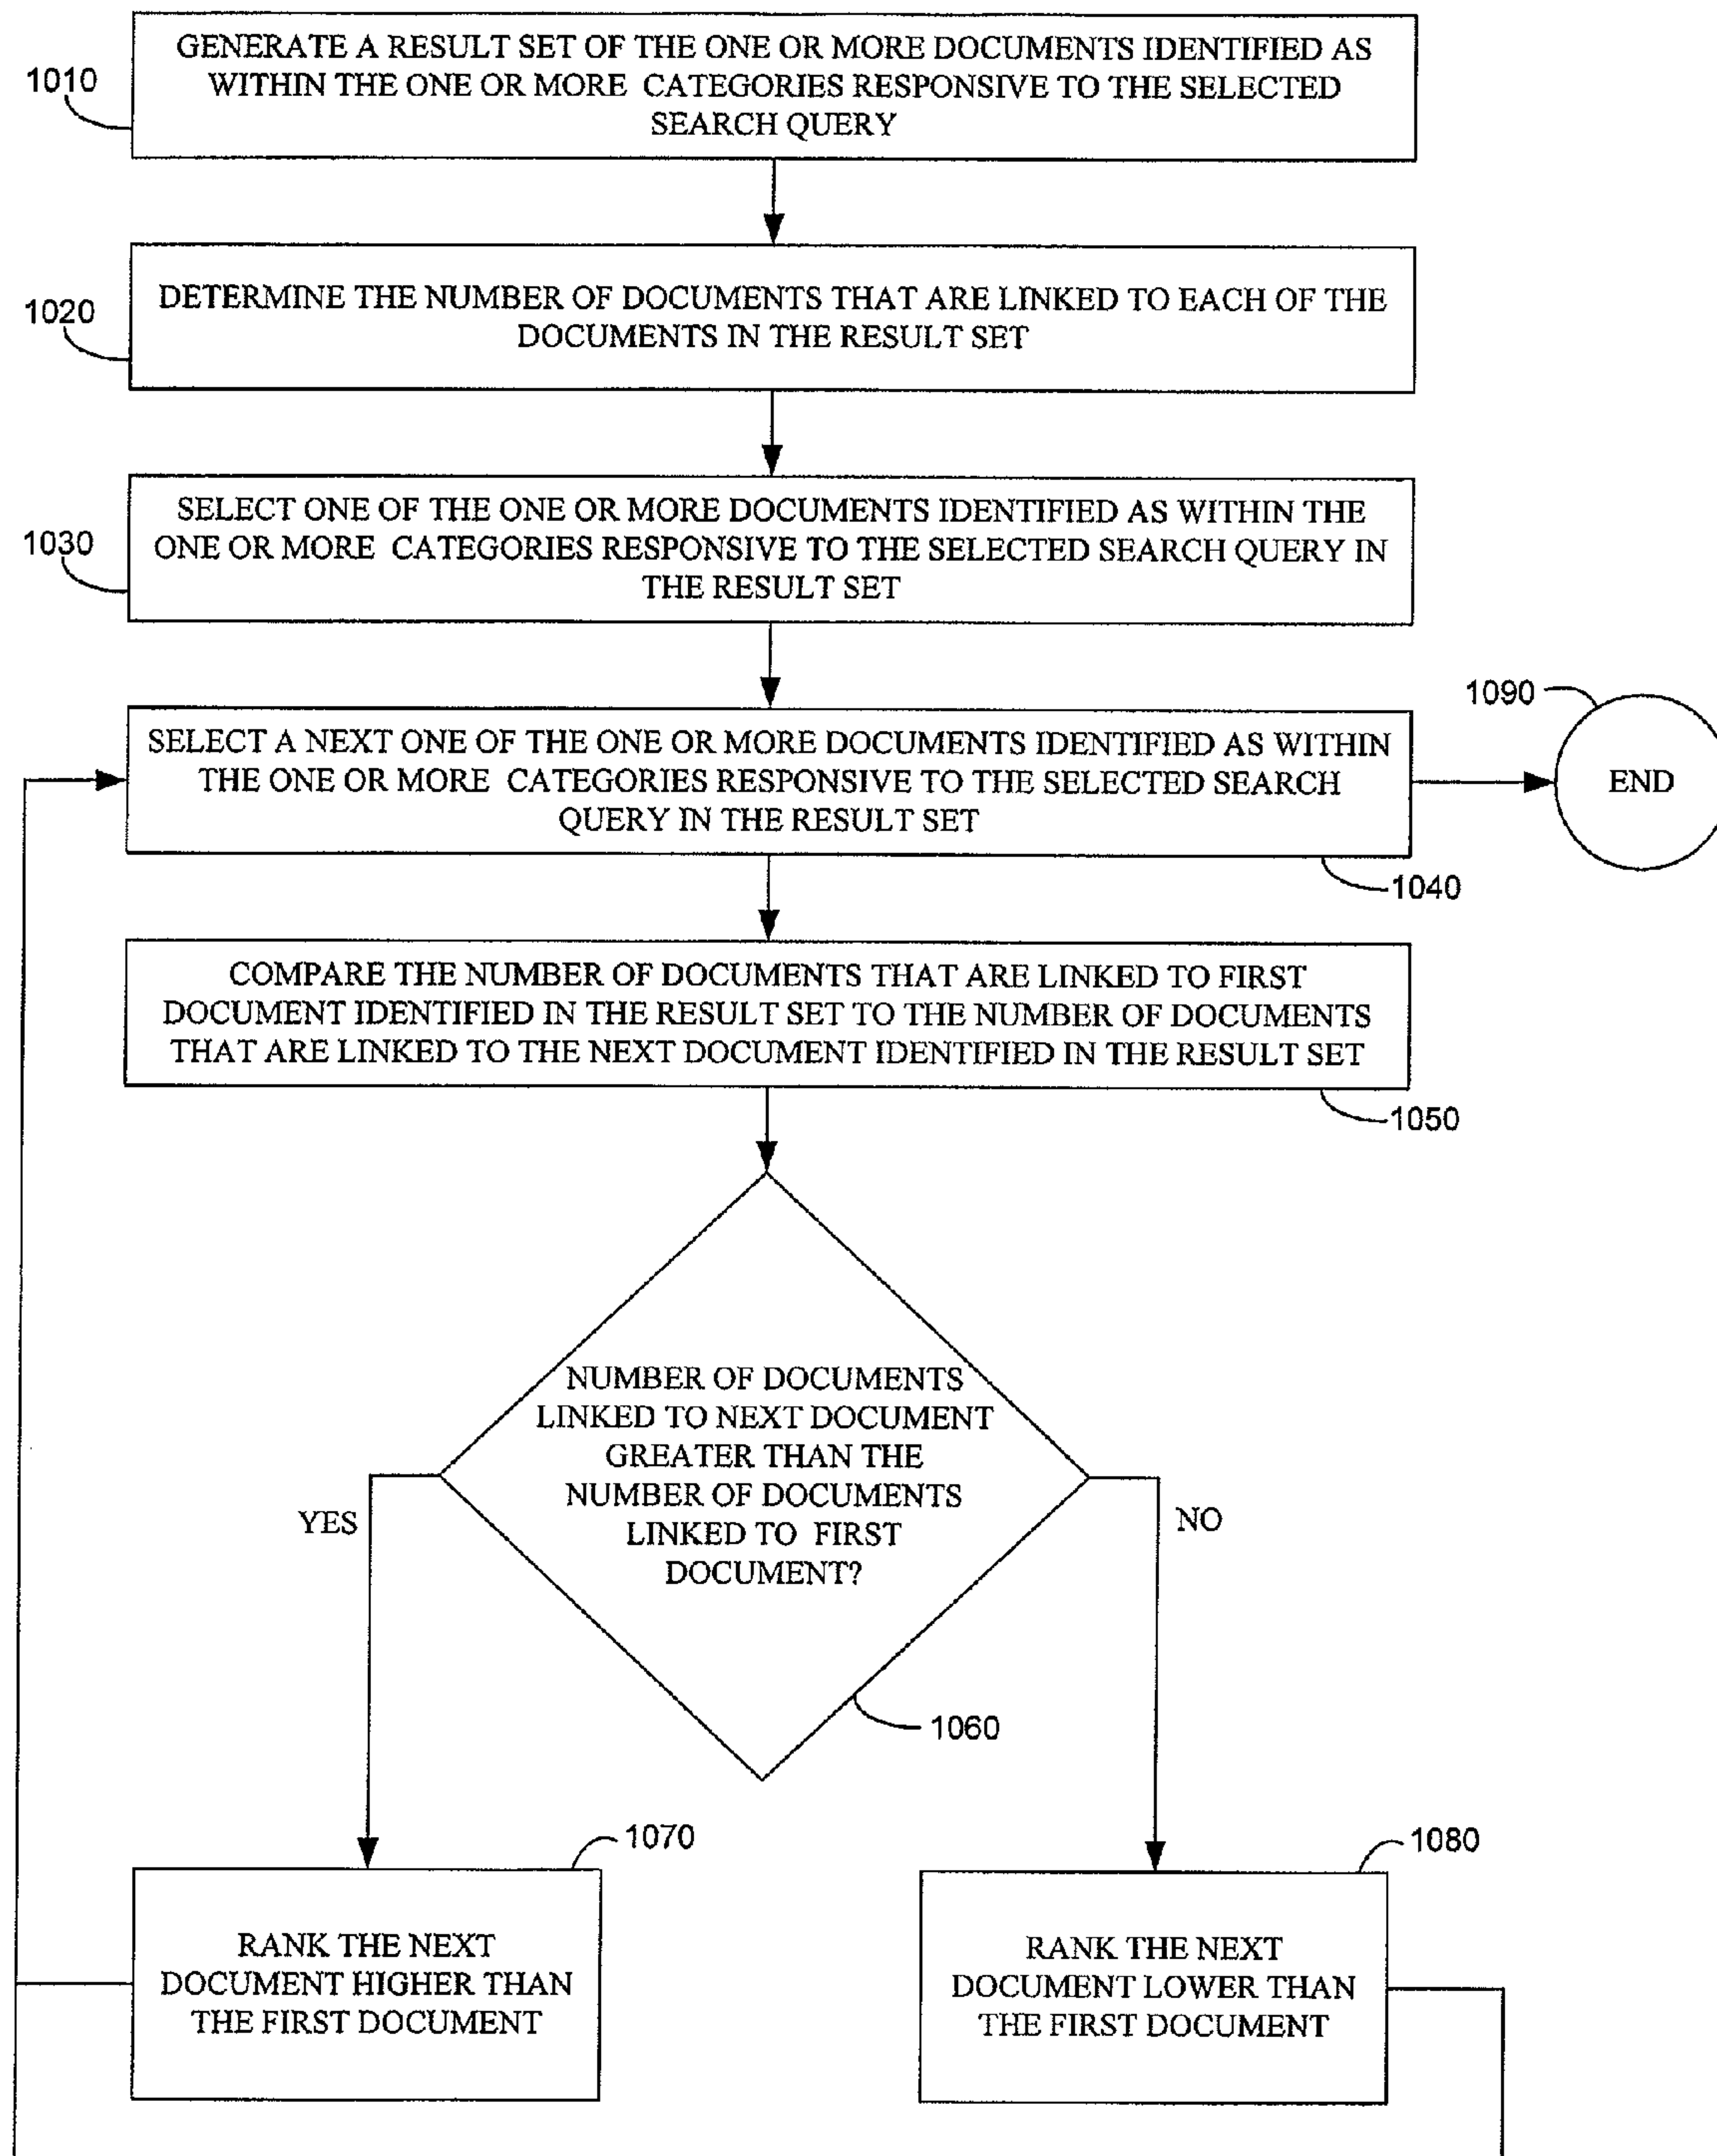 GENERATE A RESULT SET OF THE ONE OR MORE DOCUMENTS IDENTIFIED AS
WITHIN THE ONE OR MORE CATEGORIES RESPONSIVE TO THE SELECTED
SEARCH QUERY
1010
DETERMINE THE NUMBER OF DOCUMENTS THAT ARE LINKED TO EACH OF THE
DOCUMENTS IN THE RESULT SET
1020
SELECT ONE OF THE ONE OR MORE DOCUMENTS IDENTIFIED AS WITHIN THE
ONE OR MORE CATEGORIES RESPONSIVE TO THE SELECTED SEARCH QUERY IN
THE RESULT SET
1030
SELECT A NEXT ONE OF THE ONE OR MORE DOCUMENTS IDENTIFIED AS WITHIN
THE ONE OR MORE CATEGORIES RESPONSIVE TO THE SELECTED SEARCH
QUERY IN THE RESULT SET
1040
1090
END
COMPARE THE NUMBER OF DOCUMENTS THAT ARE LINKED TO FIRST
DOCUMENT IDENTIFIED IN THE RESULT SET TO THE NUMBER OF DOCUMENTS
THAT ARE LINKED TO THE NEXT DOCUMENT IDENTIFIED IN THE RESULT SET
1050
NUMBER OF DOCUMENTS
LINKED TO NEXT DOCUMENT
GREATER THAN THE
NUMBER OF DOCUMENTS
LINKED TO FIRST
DOCUMENT?
YES
NO
1060
1070
RANK THE NEXT
DOCUMENT HIGHER THAN
THE FIRST DOCUMENT
1080
RANK THE NEXT
DOCUMENT LOWER THAN
THE FIRST DOCUMENT